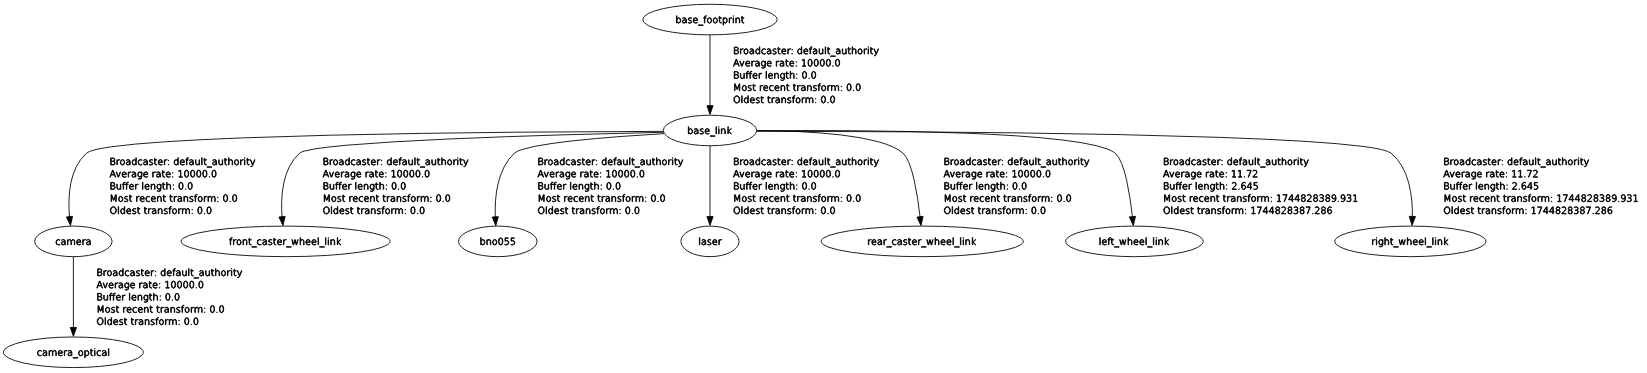 base_footprint
Broadcaster: default_authority
Average rate: 10000.0
Buffer length: 0.0
Most recent transform: 0.0
Oldest transform: 0.0
base_link
Broadcaster: default_authority
Average rate: 10000.0
Buffer length: 0.0
Most recent transform: 0.0
Oldest transform: 0.0
Broadcaster: default_authority
Average rate: 10000.0
Buffer length: 0.0
Most recent transform: 0.0
Oldest transform: 0.0
Broadcaster: default_authority
Average rate: 10000.0
Buffer length: 0.0
Most recent transform: 0.0
Oldest transform: 0.0
Broadcaster: default_authority
Average rate: 10000.0
Buffer length: 0.0
Most recent transform: 0.0
Oldest transform: 0.0
Broadcaster: default_authority
Average rate: 10000.0
Buffer length: 0.0
Most recent transform: 0.0
Oldest transform: 0.0
Broadcaster: default_authority
Average rate: 11.72
Buffer length: 2.645
Most recent transform: 1744828389.931
Oldest transform: 1744828387.286
Broadcaster: default_authority
Average rate: 11.72
Buffer length: 2.645
Most recent transform: 1744828389.931
Oldest transform: 1744828387.286
camera
front_caster_wheel_link
bno055
laser
rear_caster_wheel_link
left_wheel_link
right_wheel_link
Broadcaster: default_authority
Average rate: 10000.0
Buffer length: 0.0
Most recent transform: 0.0
Oldest transform: 0.0
camera_optical